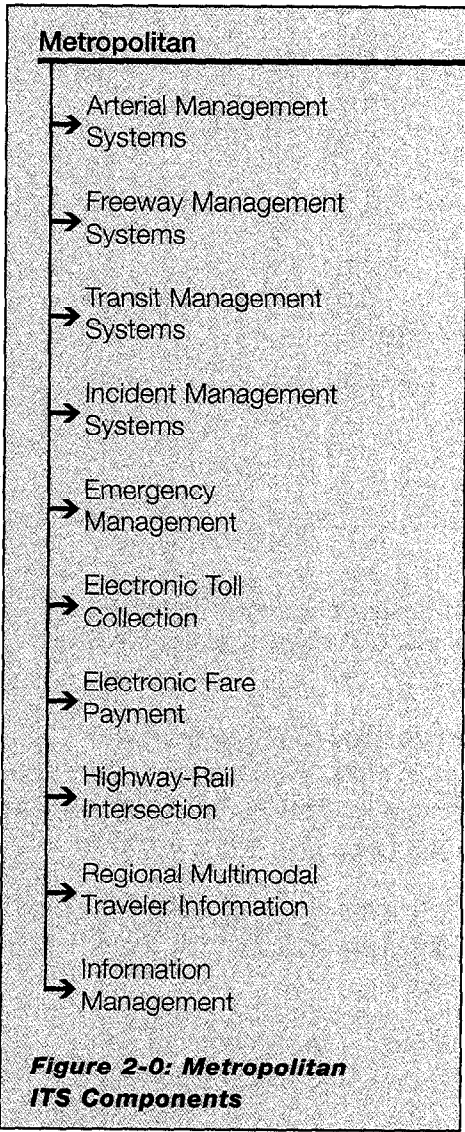 Metropolitan
Arterial Management
Systems
Freeway Management
Systems
Transit Management
Systems
Incident Management
Systems
Emergency
Management
Electronic Toll
Collection
Electronic Fare
Payment
Highway-Rail
Intersection
Regional Multimodal
Traveler Information
Information
Management
Figure 2-0: Metropolitan
ITS Components